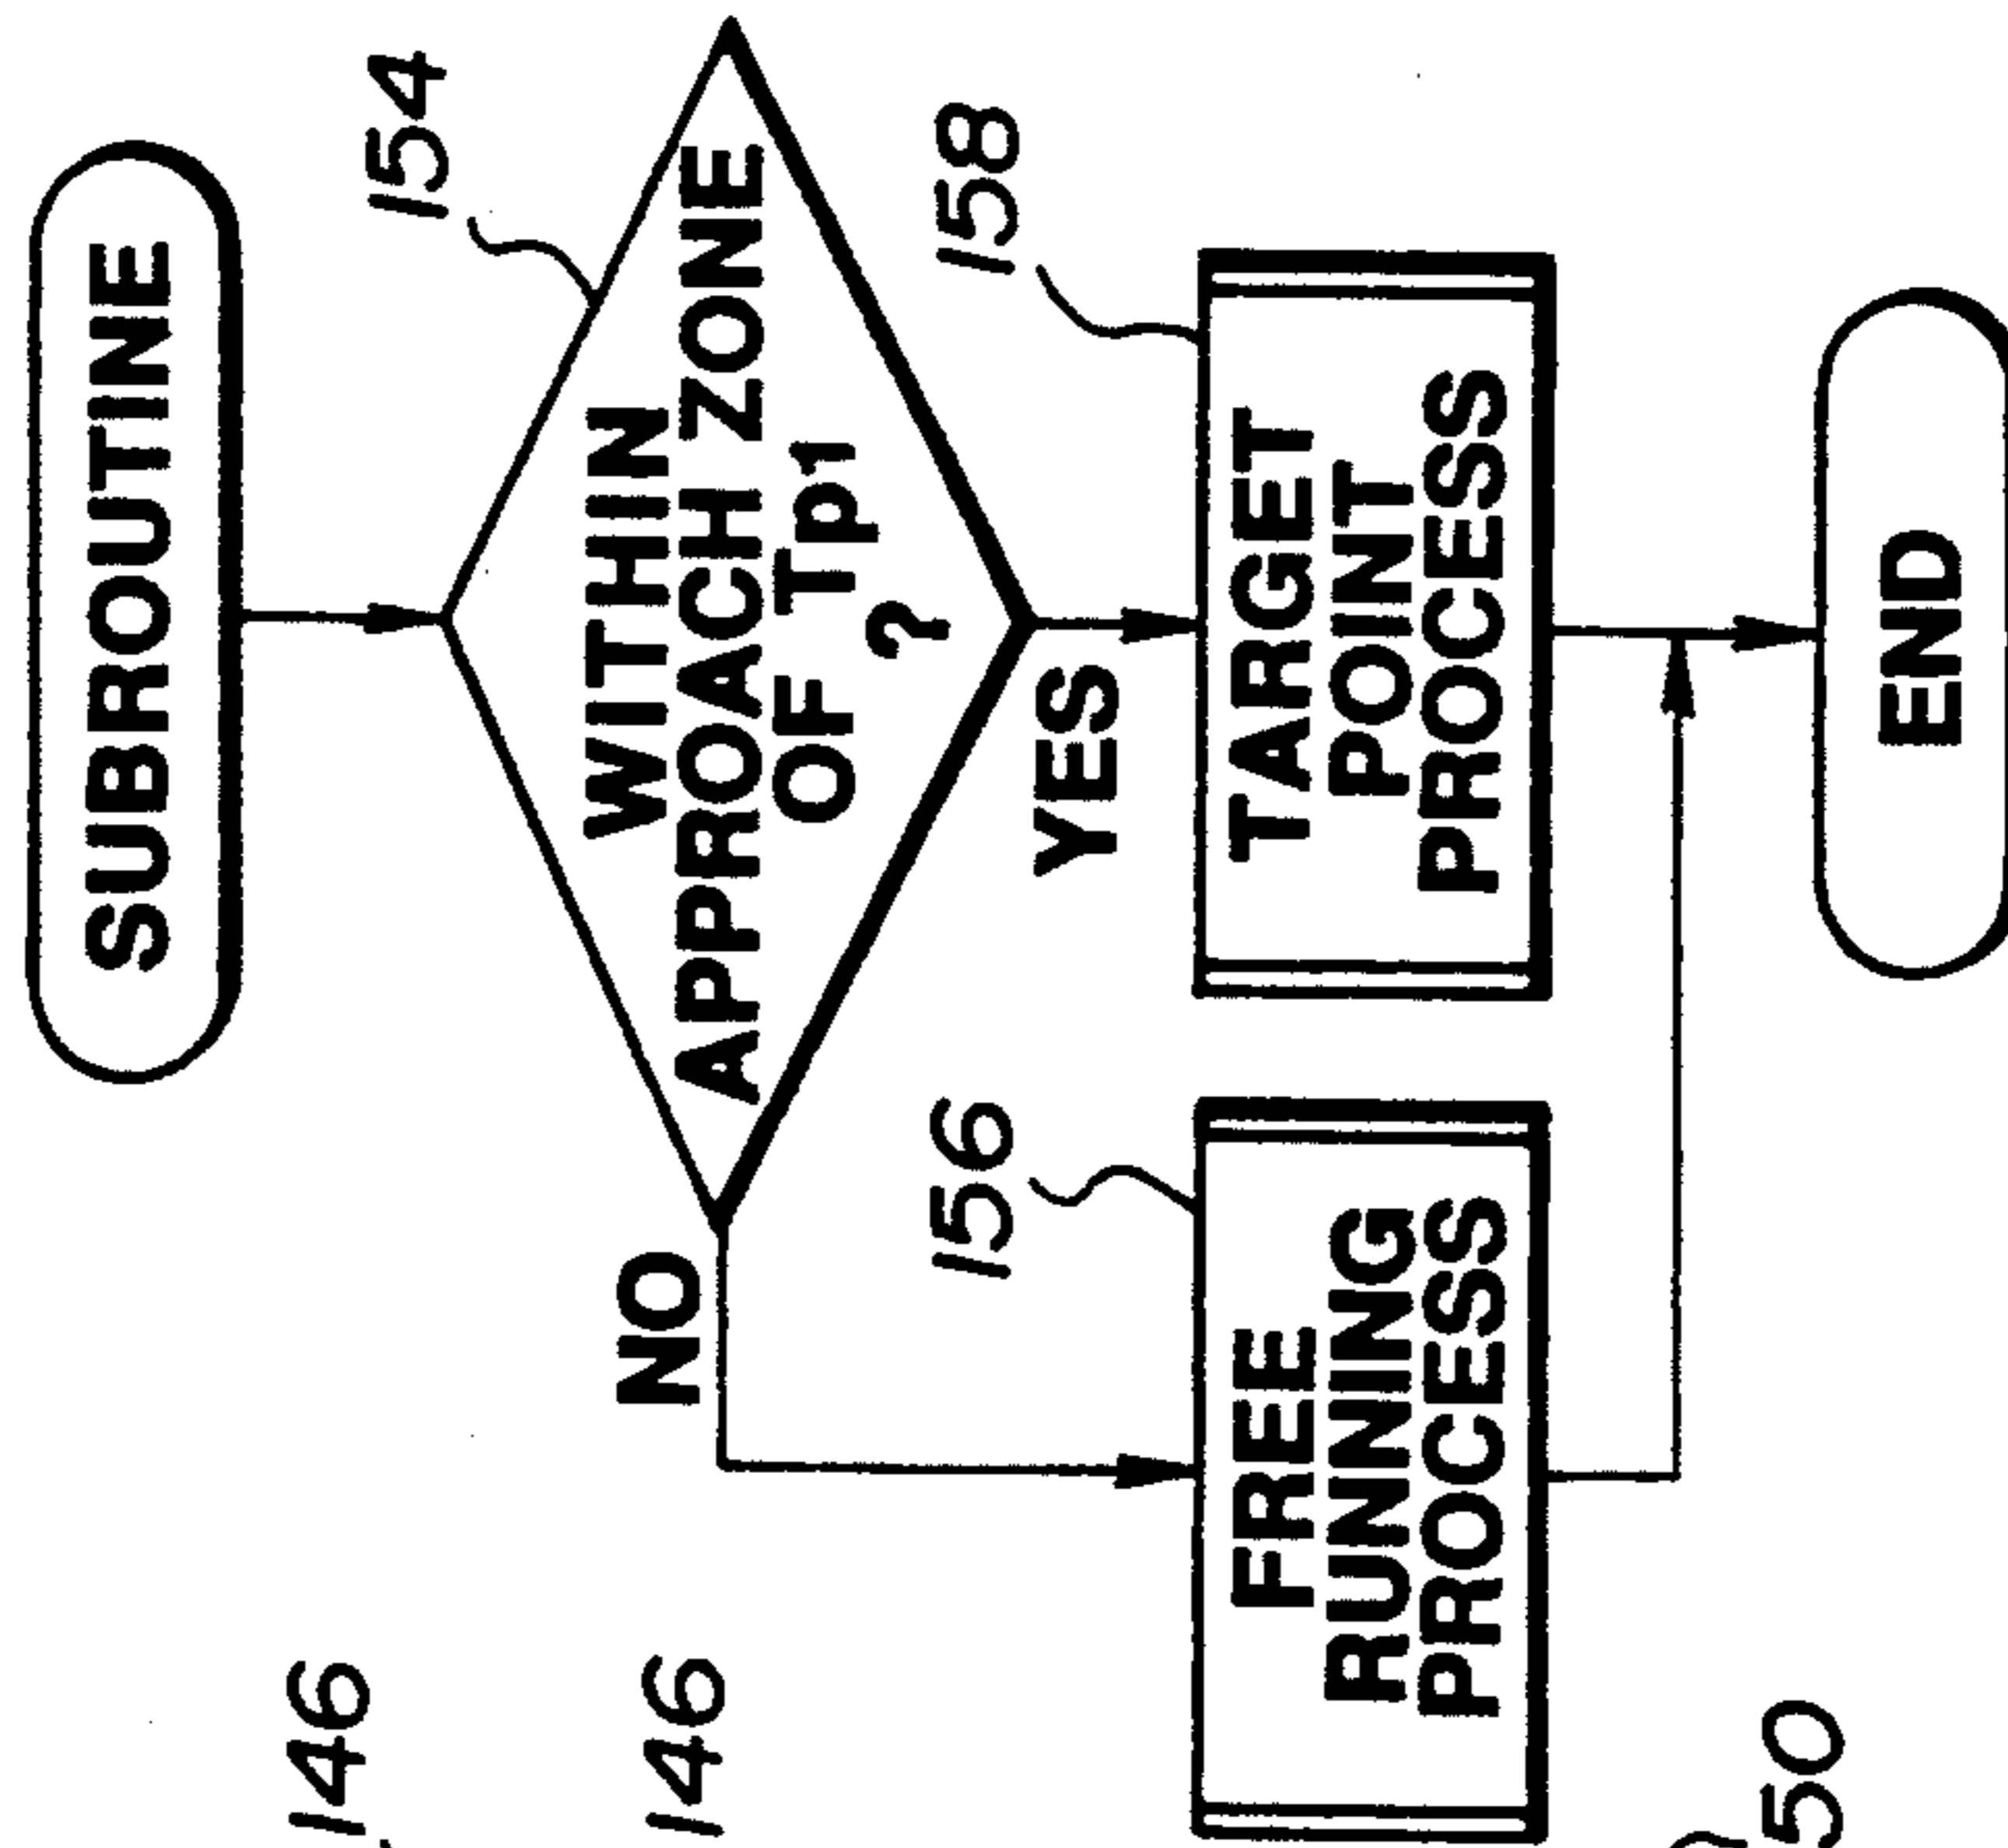 SUBROUTINE
154
WITHIN
APPROACH ZONE
OF Tp1
?
NO
YES
156
158
FREE
RUNNING
PROCESS
TARGET
POINT
PROCESS
END
146
146
50